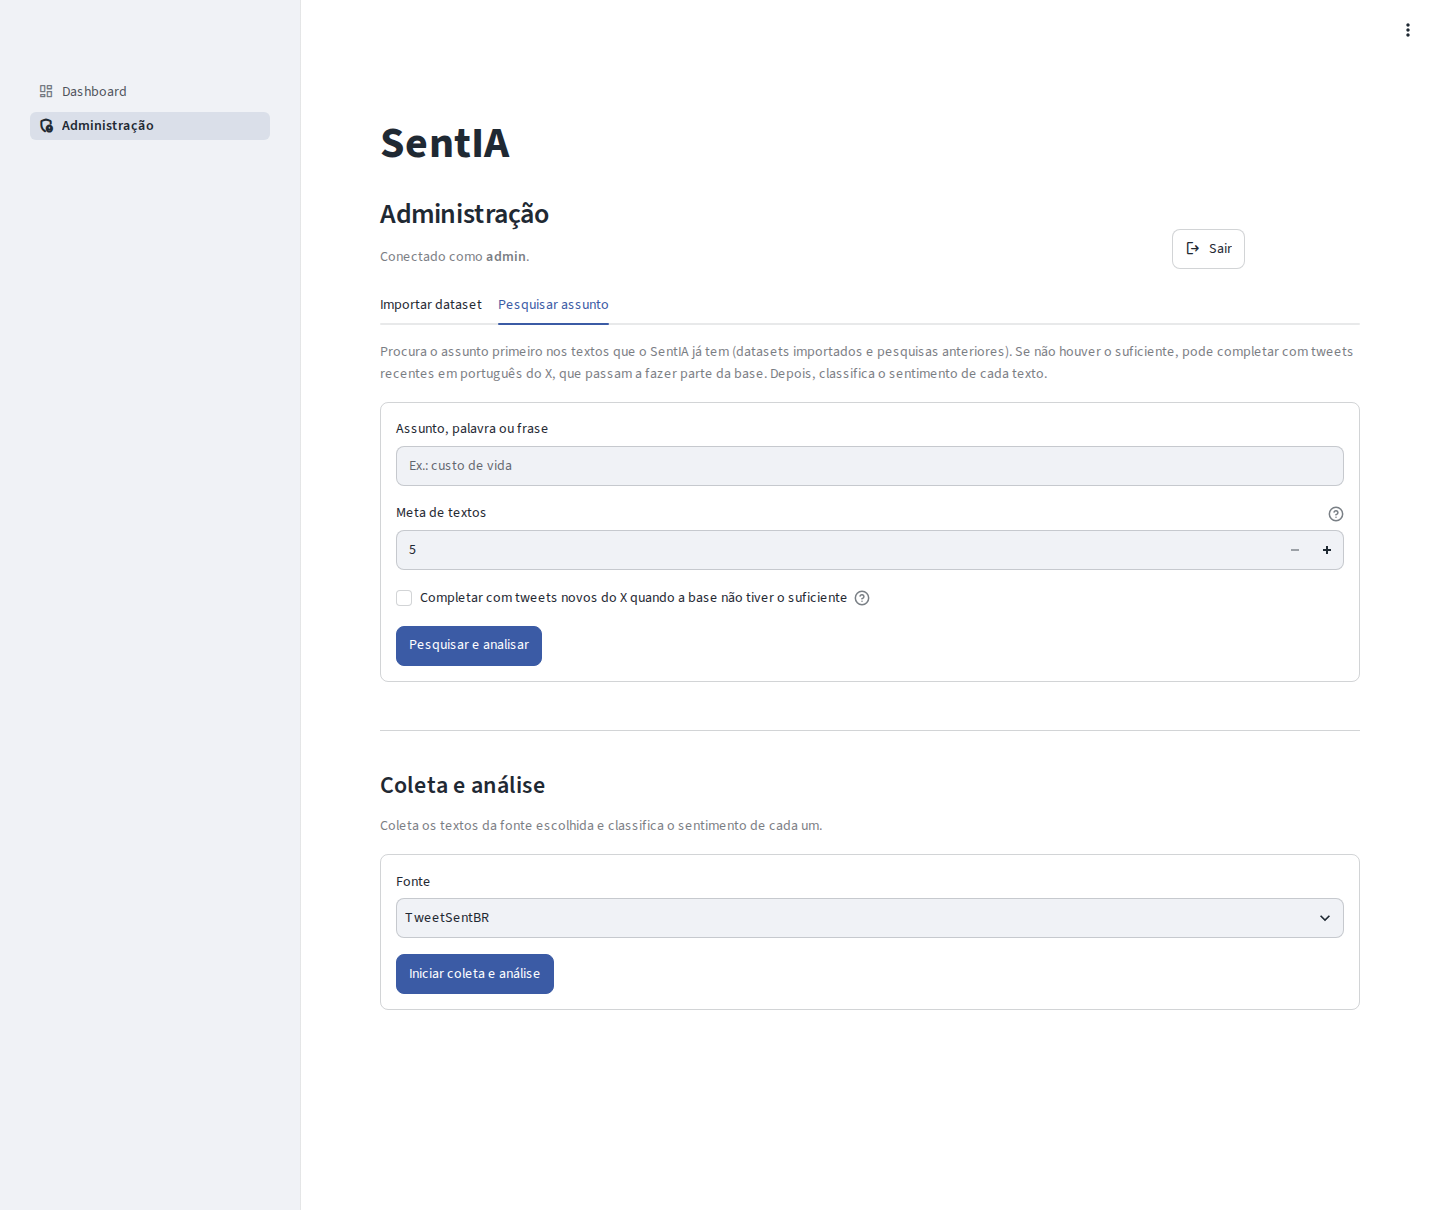 Dashboard
Administração
SentIA
Administração
Conectado como admin.
Sair
Importar dataset
Pesquisar assunto
Procura o assunto primeiro nos textos que o SentIA já tem (datasets importados e pesquisas anteriores). Se não houver o suficiente, pode completar com tweets
recentes em português do X, que passam a fazer parte da base. Depois, classifica o sentimento de cada texto.
Assunto, palavra ou frase
Ex.: custo de vida
Meta de textos
5
Completar com tweets novos do X quando a base não tiver o suficiente
Pesquisar e analisar
Coleta e análise
Coleta os textos da fonte escolhida e classifica o sentimento de cada um.
Fonte
TweetSentBR
Iniciar coleta e análise